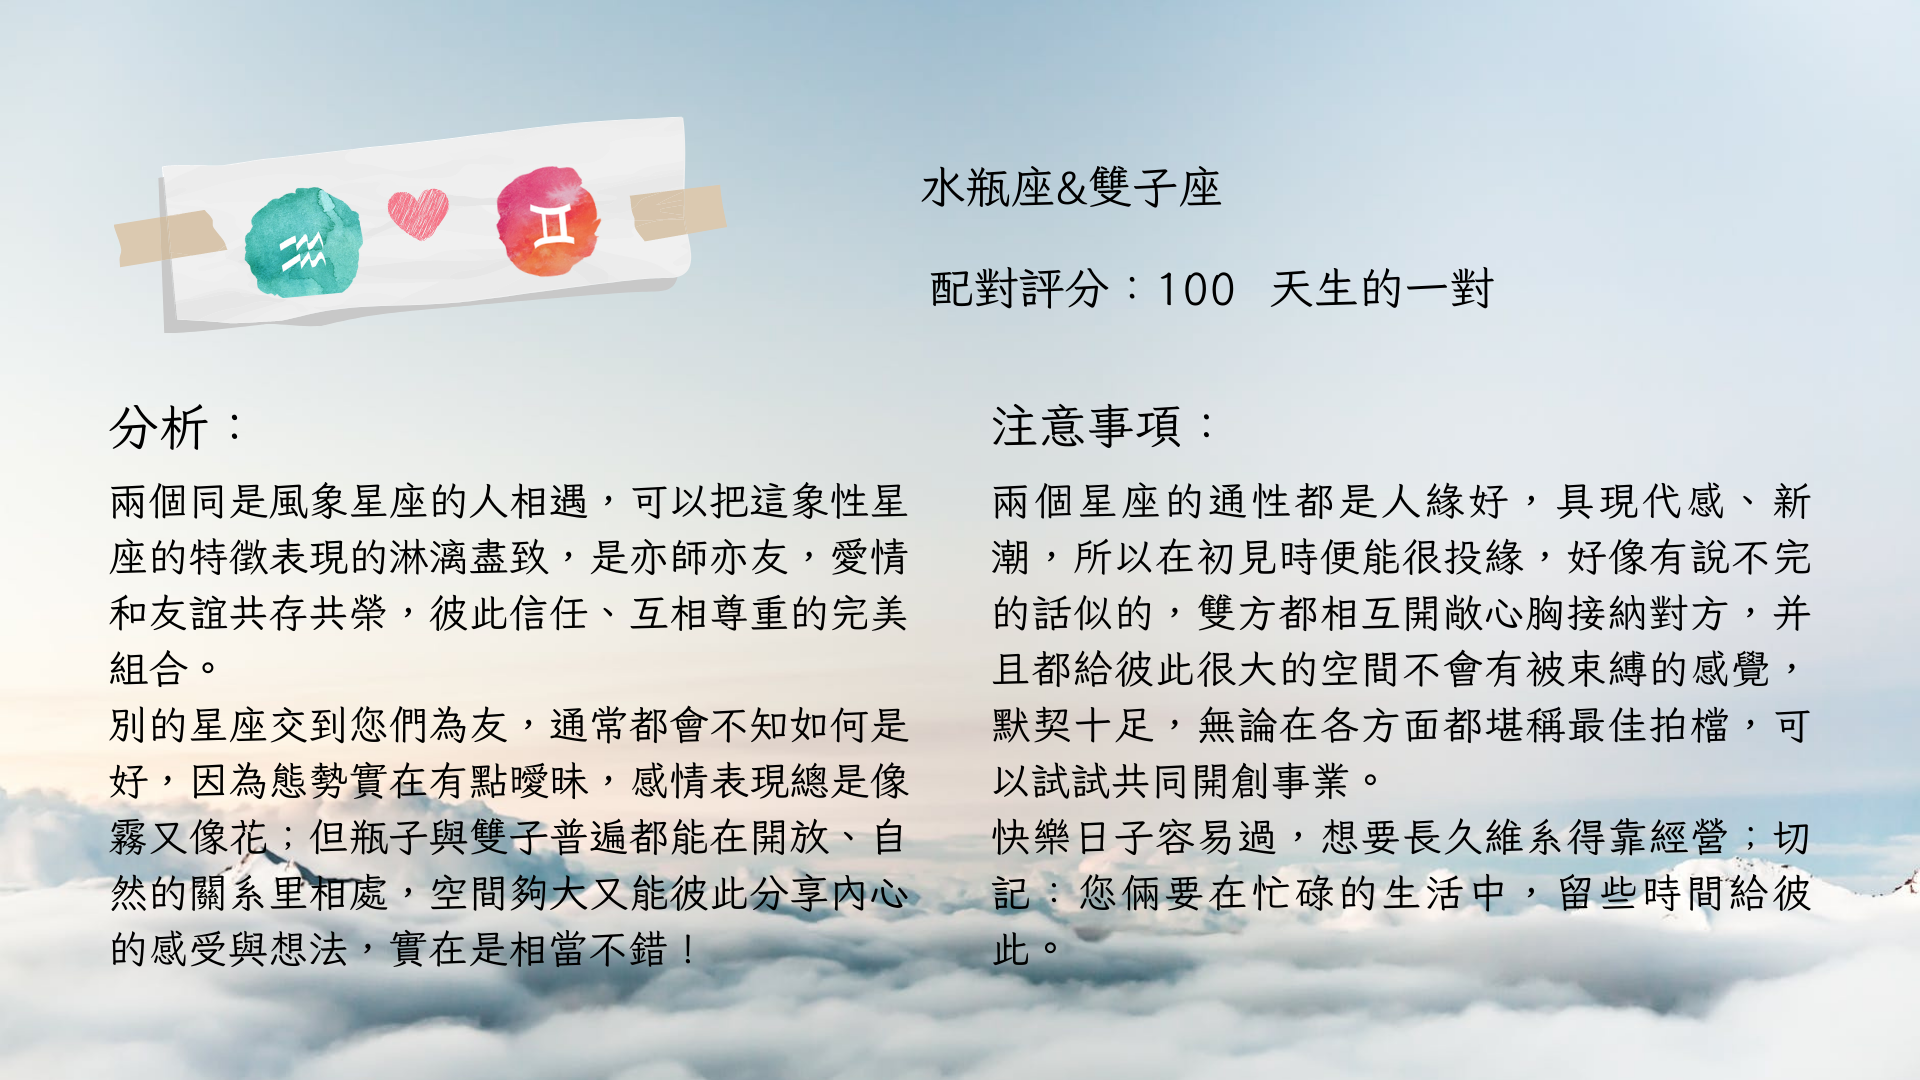 水瓶座&雙子座
配對評分：100 天生的一對
分析：
兩個同是風象星座的人相遇，可以把這象性星
座的特徵表現的淋漓盡致，是亦師亦友，愛情
和友誼共存共榮，彼此信任、互相尊重的完美
組合。
別的星座交到您們為友，通常都會不知如何是
好，因為態勢實在有點曖昧，感情表現總是像
霧又像花；但瓶子與雙子普遍都能在開放、自
然的關系里相處，空間夠大又能彼此分享內心
的感受與想法，實在是相當不錯！
注意事項：
兩個星座的通性都是人緣好，具現代感、新
潮，所以在初見時便能很投緣，好像有說不完
的話似的，雙方都相互開敞心胸接納對方，并
且都給彼此很大的空間不會有被束縛的感覺，
默契十足，無論在各方面都堪稱最佳拍檔，可
以試試共同開創事業。
快樂日子容易過，想要長久維系得靠經營；切
記：您倆要在忙碌的生活中，留些時間給彼
此。